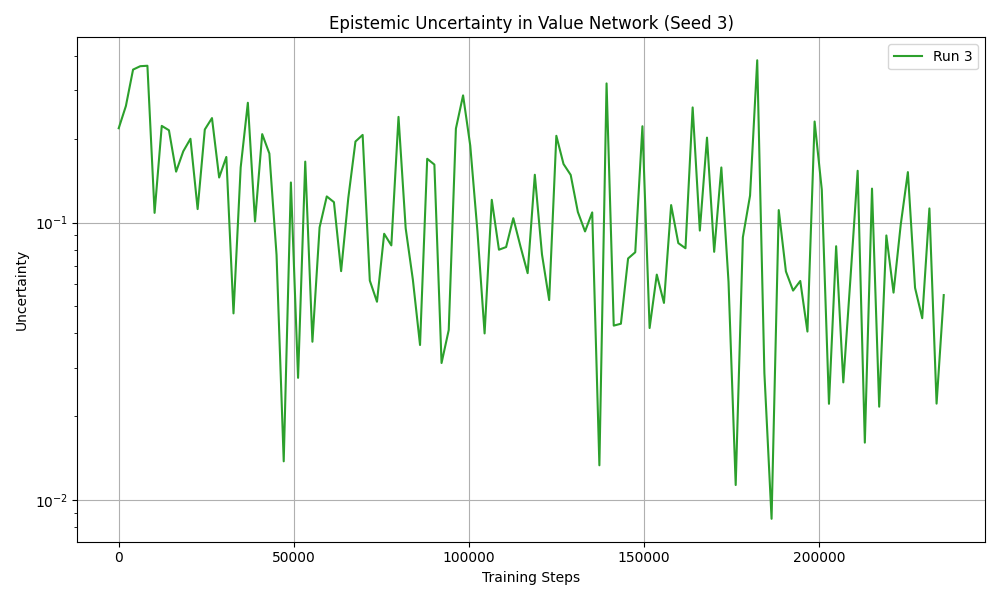 Epistemic Uncertainty in Value Network (Seed 3)
Run 3
Uncertainty
10⁻¹
10⁻²
0 50000 100000 150000 200000
Training Steps